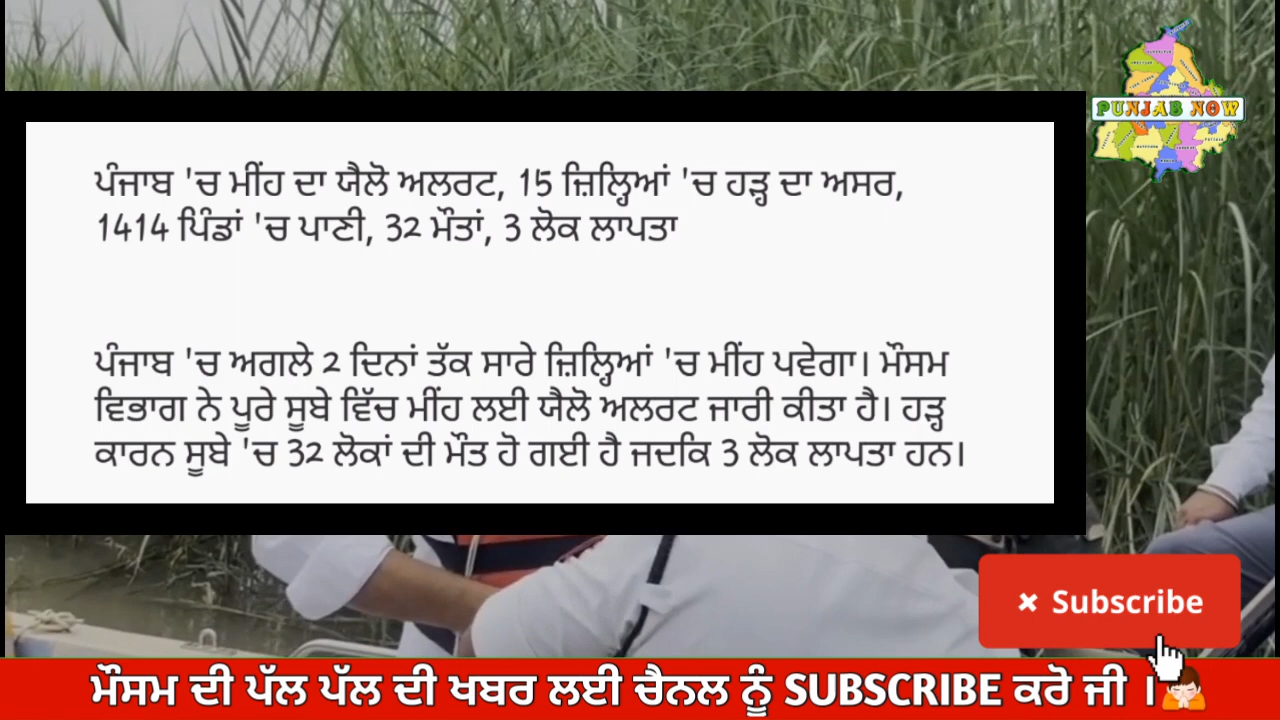 PUNJAB NOW
ਪੰਜਾਬ 'ਚ ਮੀਂਹ ਦਾ ਯੈਲੋ ਅਲਰਟ, 15 ਜ਼ਿਲ੍ਹਿਆਂ 'ਚ ਹੜ੍ਹ ਦਾ ਅਸਰ,
1414 ਪਿੰਡਾਂ 'ਚ ਪਾਣੀ, 32 ਮੌਤਾਂ, 3 ਲੋਕ ਲਾਪਤਾ
ਪੰਜਾਬ 'ਚ ਅਗਲੇ 2 ਦਿਨਾਂ ਤੱਕ ਸਾਰੇ ਜ਼ਿਲ੍ਹਿਆਂ 'ਚ ਮੀਂਹ ਪਵੇਗਾ। ਮੌਸਮ
ਵਿਭਾਗ ਨੇ ਪੂਰੇ ਸੂਬੇ ਵਿੱਚ ਮੀਂਹ ਲਈ ਯੈਲੋ ਅਲਰਟ ਜਾਰੀ ਕੀਤਾ ਹੈ। ਹੜ੍ਹ
ਕਾਰਨ ਸੂਬੇ 'ਚ 32 ਲੋਕਾਂ ਦੀ ਮੌਤ ਹੋ ਗਈ ਹੈ ਜਦਕਿ 3 ਲੋਕ ਲਾਪਤਾ ਹਨ।
Subscribe
ਮੌਸਮ ਦੀ ਪੱਲ ਪੱਲ ਦੀ ਖਬਰ ਲਈ ਚੈਨਲ ਨੂੰ SUBSCRIBE ਕਰੋ ਜੀ ।